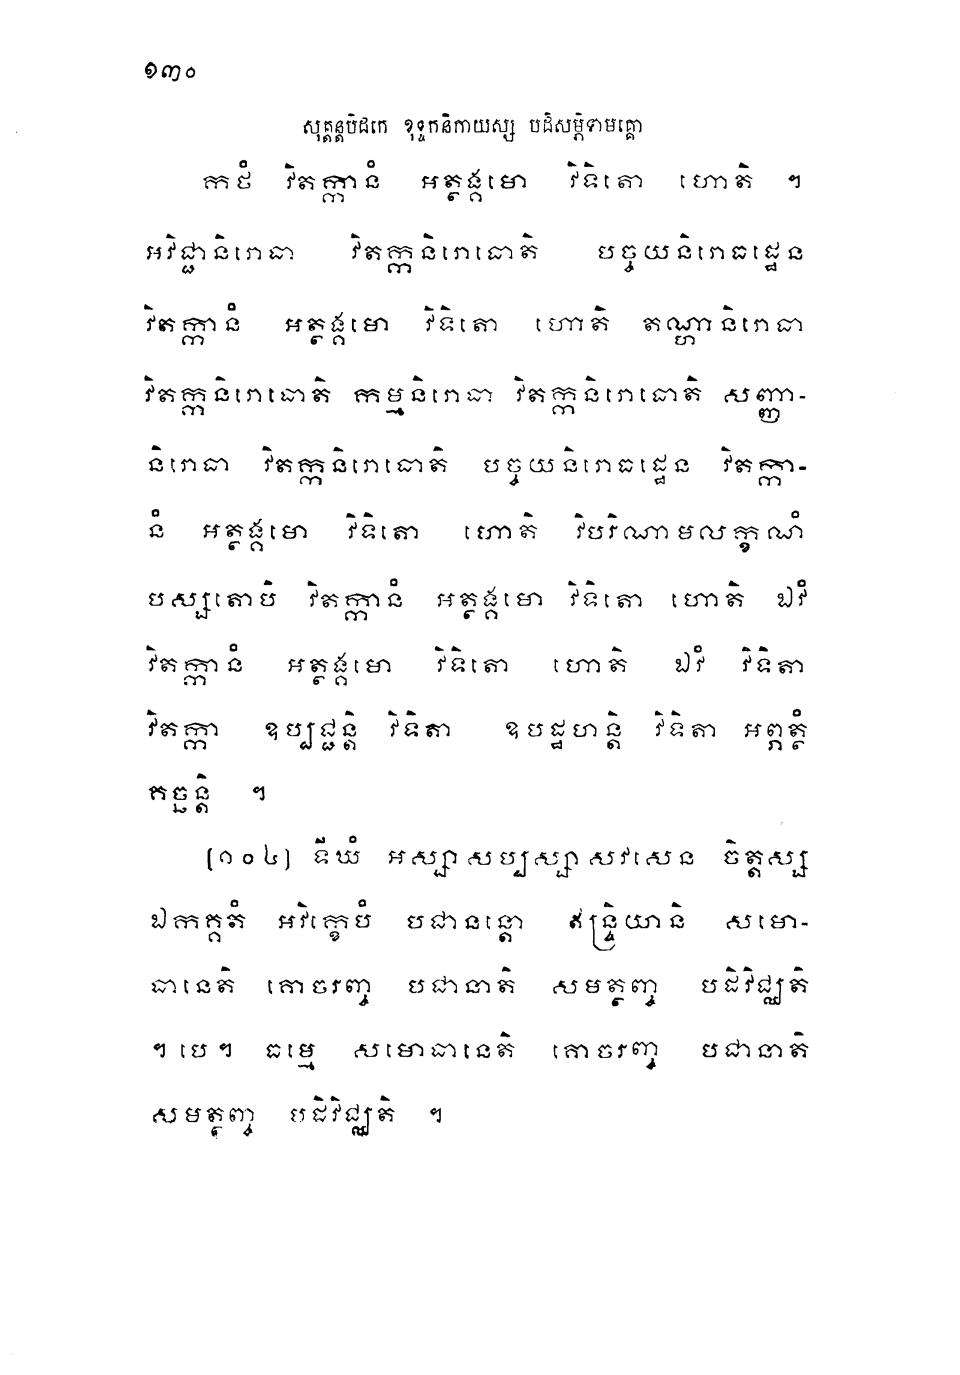 ១៣០
សុត្តន្តបិដកេ ខុទ្ទកនិកាយស្ស បដិសម្ភិទាមគ្គោ
កថំ វិតក្កានំ អត្ថង្គមោ វិទិតោ ហោតិ ។
អវិជ្ជានិរោធា វិតក្កនិរោធោតិ បច្ចយនិរោធដ្ឋេន
វិតក្កានំ អត្ថង្គមោ វិទិតោ ហោតិ តណ្ហានិរោធា
វិតក្កនិរោធោតិ កម្មនិរោធា វិតក្កនិរោធោតិ សញ្ញា-
និរោធា វិតក្កនិរោធោតិ បច្ចយនិរោធដ្ឋេន វិតក្កា-
នំ អត្ថង្គមោ វិទិតោ ហោតិ វិបរិណាមលក្ខណំ
បស្សតោបិ វិតក្កានំ អត្ថង្គមោ វិទិតោ ហោតិ ឯវំ
វិតក្កានំ អត្ថង្គមោ វិទិតោ ហោតិ ឯវំ វិទិតា
វិតក្កា ឧប្បជ្ជន្តិ វិទិតា ឧបដ្ឋហន្តិ វិទិតា អព្ភត្ថំ
គច្ឆន្តិ ។
(១០៤) ទីឃំ អស្សាសប្បស្សាសវសេន ចិត្តស្ស
ឯកគ្គតំ អវិក្ខេបំ បជានន្តោ ឥន្ទ្រិយានិ សមោ-
ធានេតិ គោចរញ្ច បជានាតិ សមត្ថញ្ច បដិវិជ្ឈតិ
។ បេ ។ ធម្មេ សមោធានេតិ គោចរញ្ច បជានាតិ
សមត្ថញ្ច បដិវិជ្ឈតិ ។